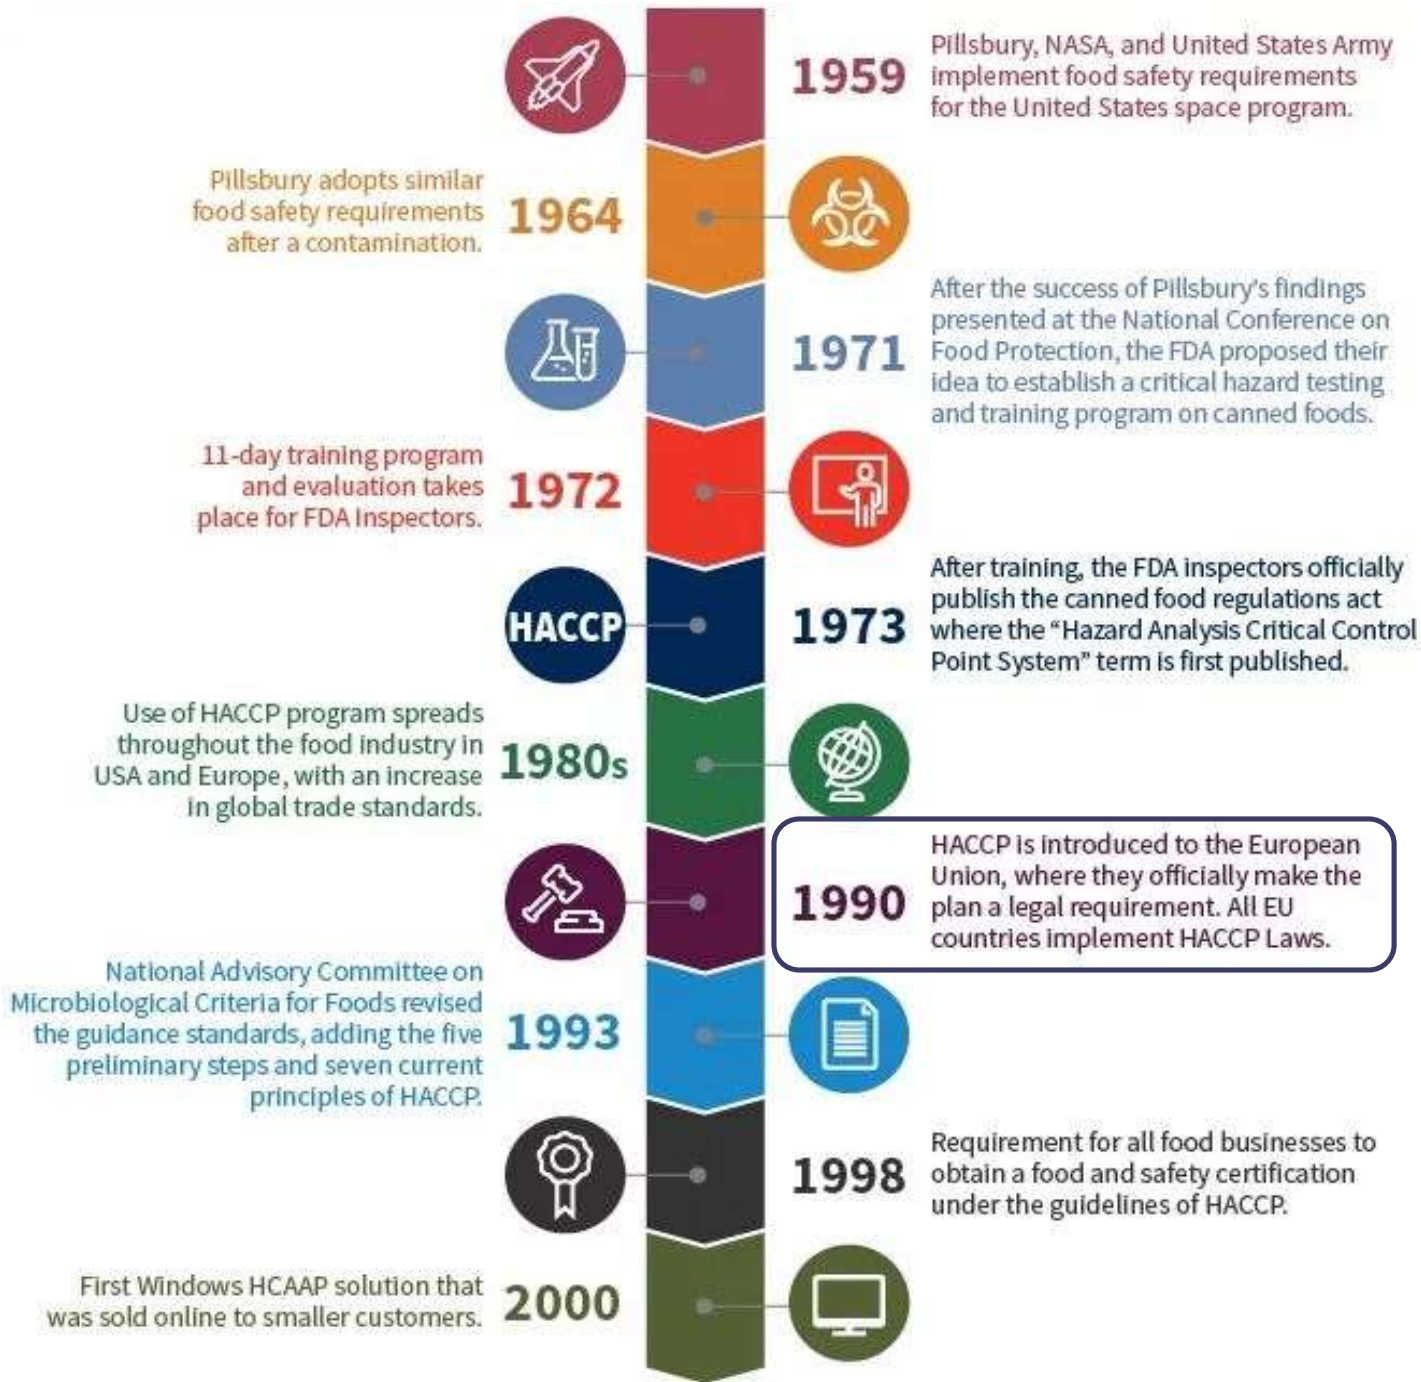 1959
Pillsbury, NASA, and United States Army
implement food safety requirements
for the United States space program.
Pillsbury adopts similar
food safety requirements
after a contamination.
1964
1971
After the success of Pillsbury's findings
presented at the National Conference on
Food Protection, the FDA proposed their
idea to establish a critical hazard testing
and training program on canned foods.
11-day training program
and evaluation takes
place for FDA Inspectors.
1972
HACCP
1973
After training, the FDA inspectors officially
publish the canned food regulations act
where the “Hazard Analysis Critical Control
Point System” term is first published.
Use of HACCP program spreads
throughout the food industry in
USA and Europe, with an increase
in global trade standards.
1980s
1990
HACCP is introduced to the European
Union, where they officially make the
plan a legal requirement. All EU
countries implement HACCP Laws.
National Advisory Committee on
Microbiological Criteria for Foods revised
the guidance standards, adding the five
preliminary steps and seven current
principles of HACCP.
1993
1998
Requirement for all food businesses to
obtain a food and safety certification
under the guidelines of HACCP.
First Windows HCAAP solution that
was sold online to smaller customers.
2000